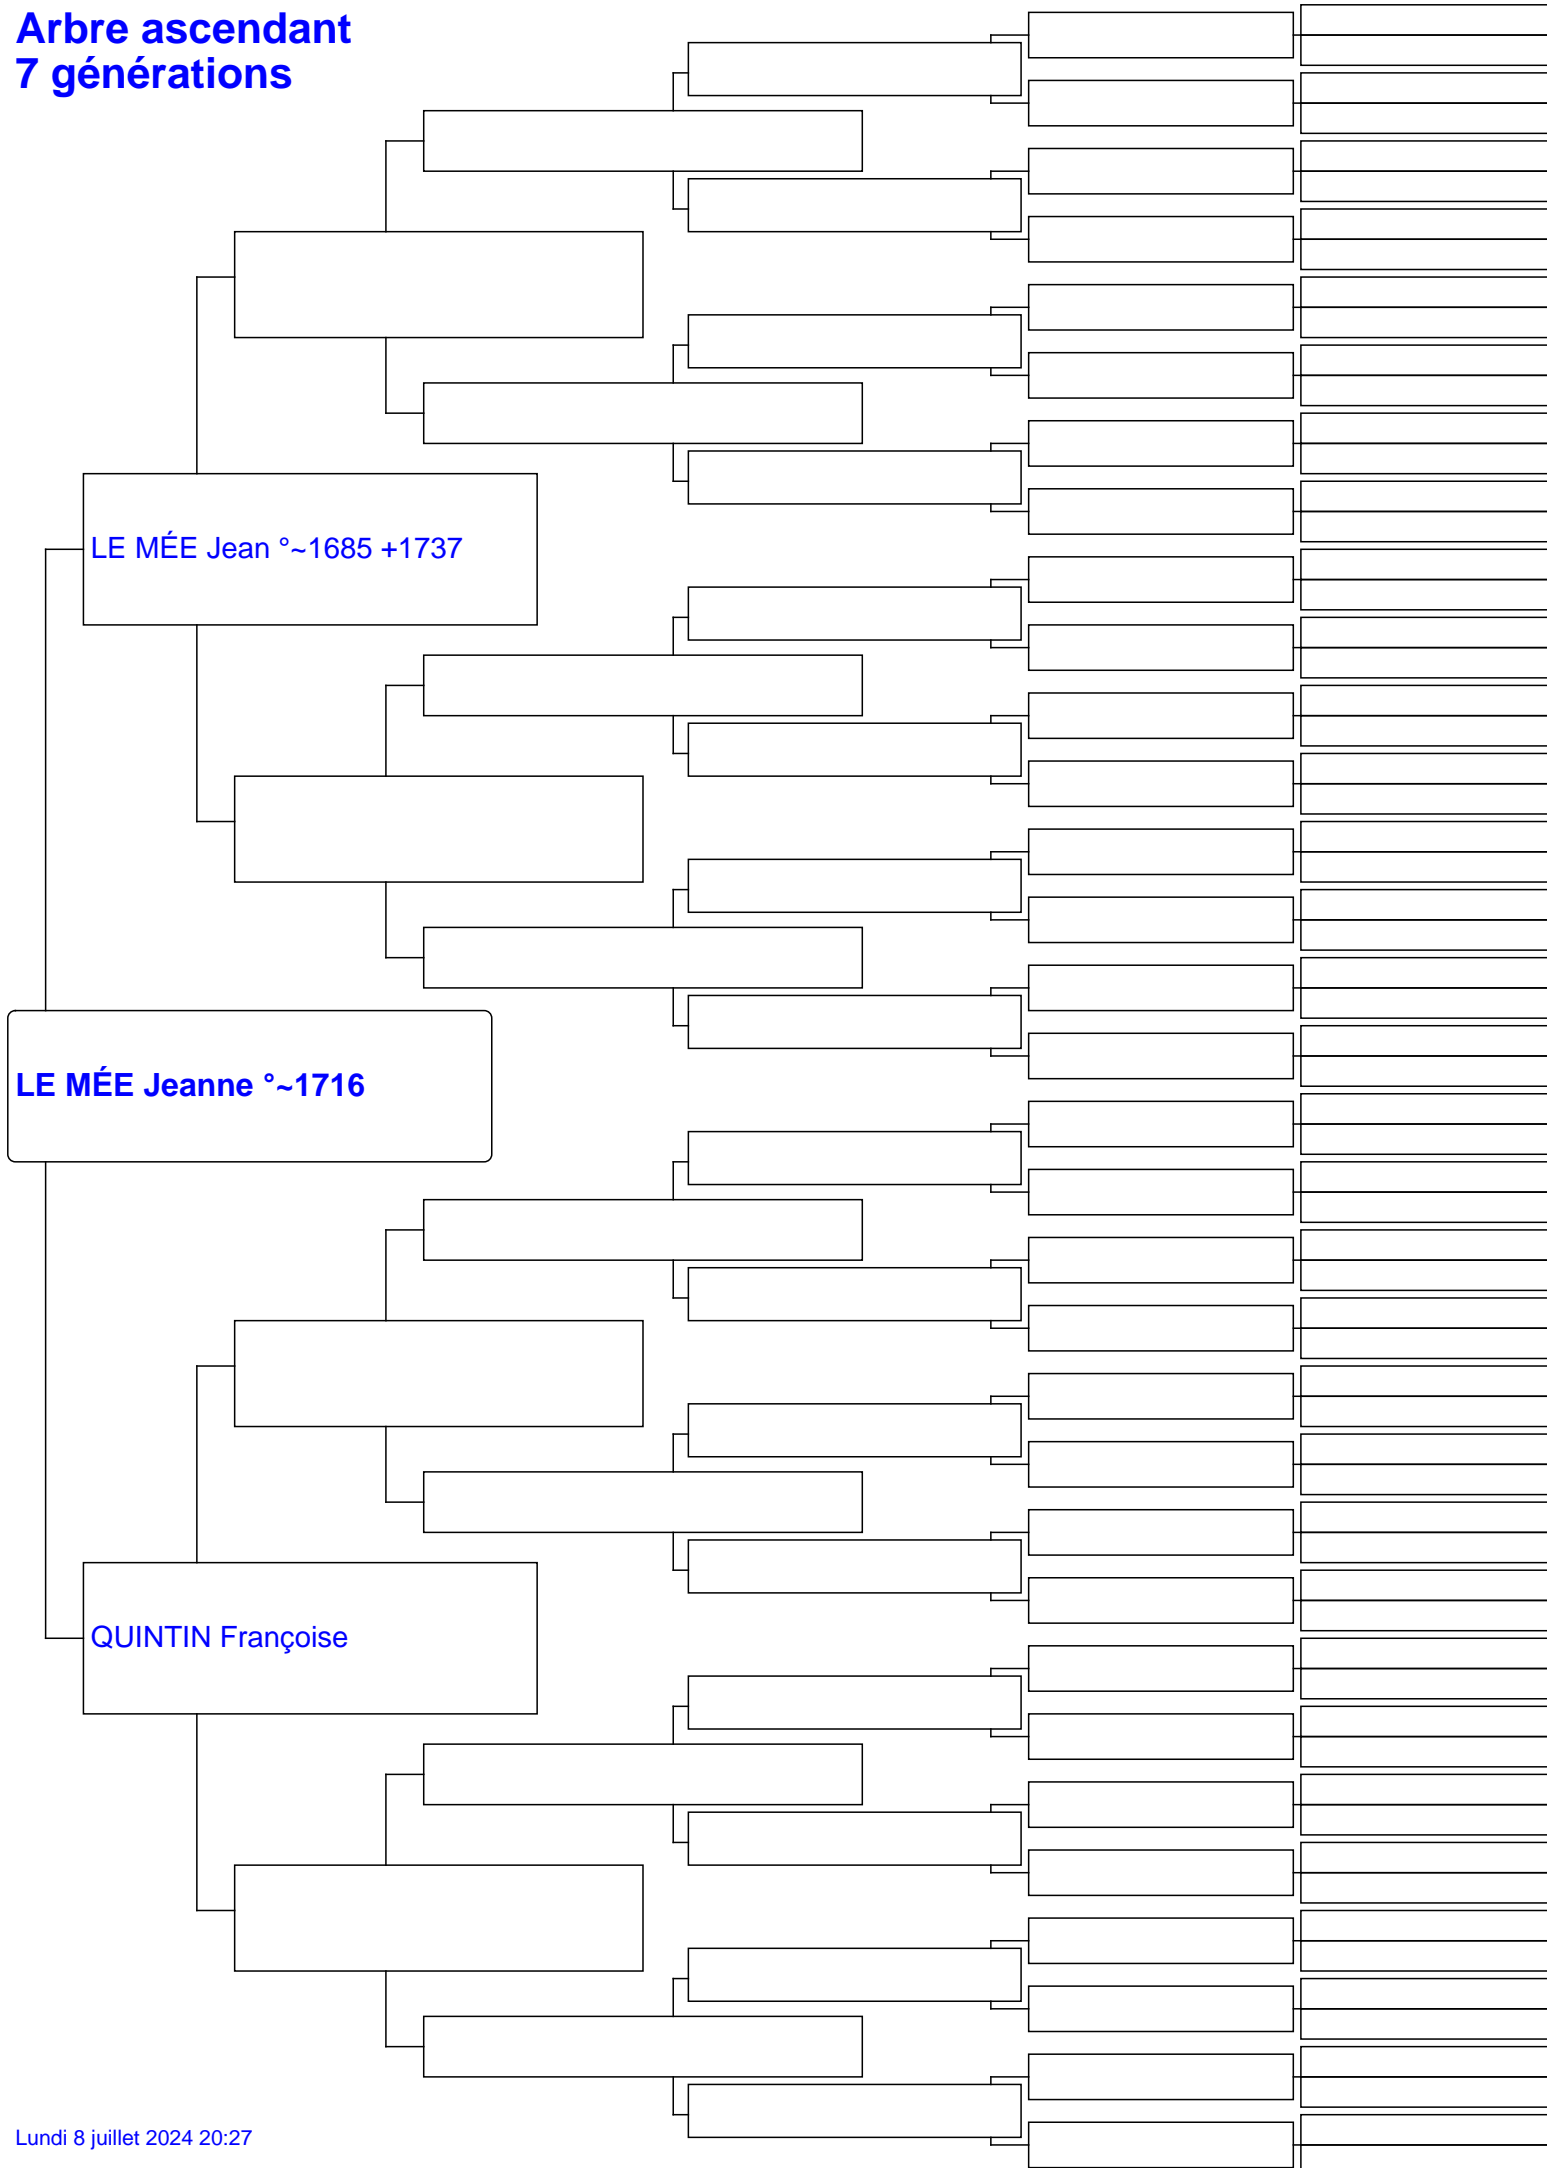 Arbre ascendant
7 générations
LE MÉE Jean °~1685 +1737
LE MÉE Jeanne °~1716
QUINTIN Françoise
Lundi 8 juillet 2024 20:27